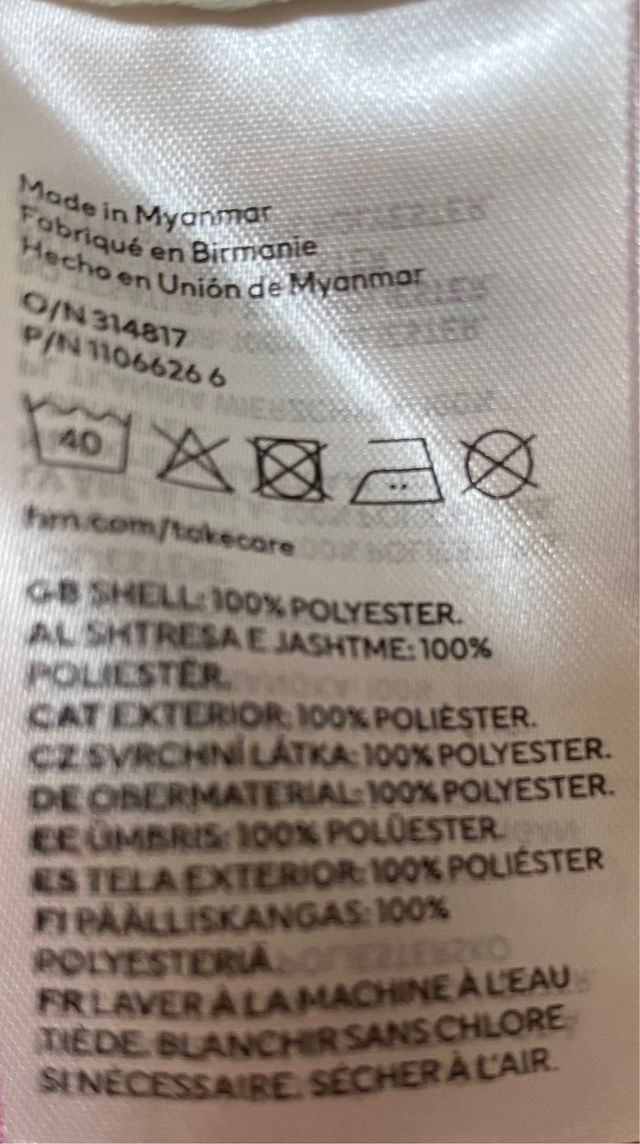 Made in Myanmar
Fabriqué en Birmanie
Hecho en Unión de Myanmar
O/N 314817
P/N 1106626 6
40
hm.com/takecare
GB SHELL: 100% POLYESTER.
AL SHTRESA E JASHTME: 100%
POLIESTËR.
CAT EXTERIOR: 100% POLIÈSTER.
CZ SVRCHNÍ LÁTKA: 100% POLYESTER.
DE OBERMATERIAL: 100% POLYESTER.
EE ÜMBRIS: 100% POLÜESTER.
ES TELA EXTERIOR: 100% POLIÉSTER
FI PÄÄLLISKANGAS: 100%
POLYESTERIÄ.
FR LAVER À LA MACHINE À L'EAU
TIÈDE. BLANCHIR SANS CHLORE
SI NÉCESSAIRE. SÉCHER À L'AIR.